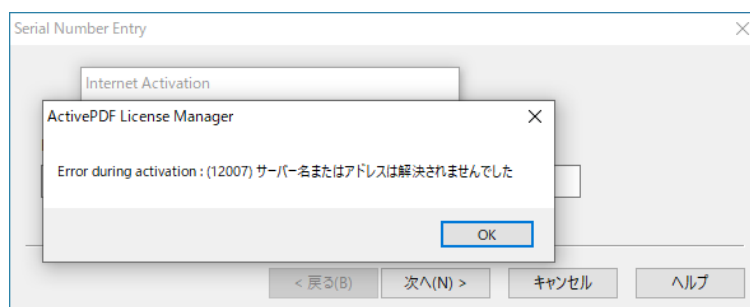 Serial Number Entry
Internet Activation
ActivePDF License Manager
Error during activation : (12007) サーバー名またはアドレスは解決されませんでした
OK
< 戻る(B)
次へ(N) >
キャンセル
ヘルプ